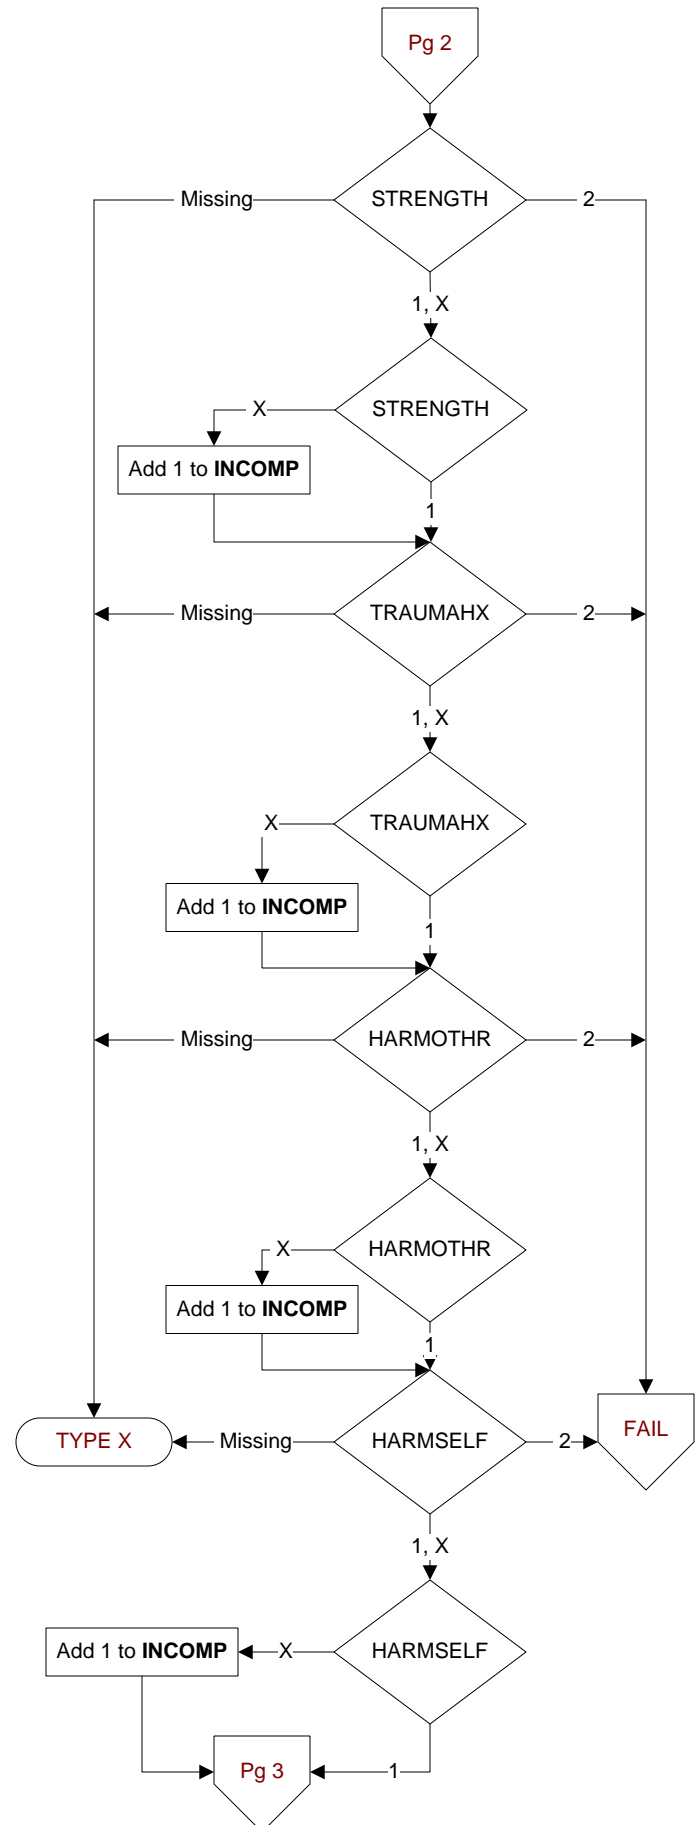 Pg 2
Missing
STRENGTH
2
1, X
X
STRENGTH
Add 1 to INCOMP
1
Missing
TRAUMAHX
2
1, X
X
TRAUMAHX
Add 1 to INCOMP
1
Missing
HARMOTHR
2
1, X
X
HARMOTHR
Add 1 to INCOMP
1
TYPE X
Missing
HARMSELF
2
FAIL
1, X
Add 1 to INCOMP
X
HARMSELF
Pg 3
1